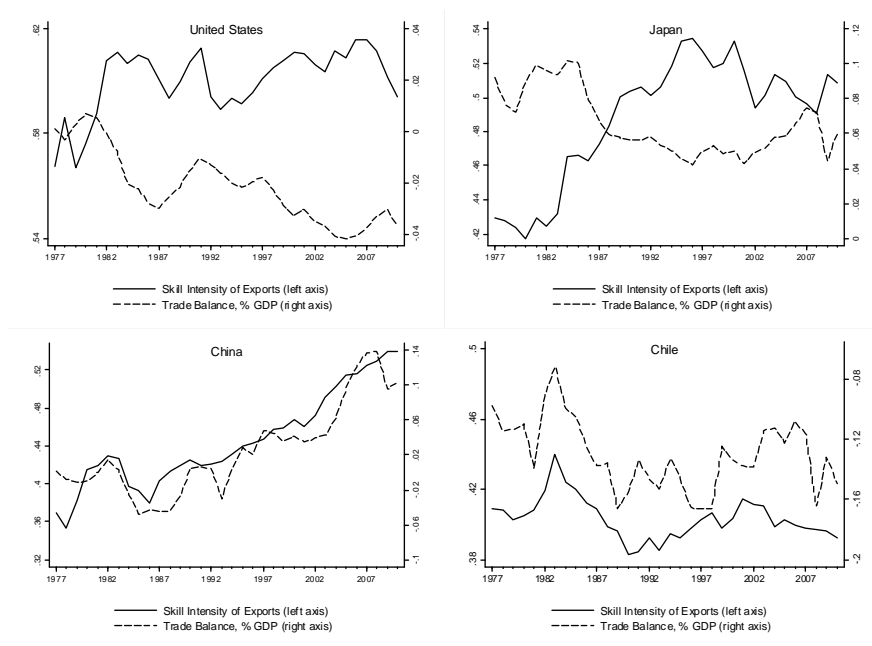 United States
.62
.58
.54
.04
.02
0
-.02
-.04
1977 1982 1987 1992 1997 2002 2007
Skill Intensity of Exports (left axis)
Trade Balance, % GDP (right axis)
Japan
.54
.52
.5
.48
.46
.44
.42
.12
.1
.08
.06
.04
.02
0
1977 1982 1987 1992 1997 2002 2007
Skill Intensity of Exports (left axis)
Trade Balance, % GDP (right axis)
China
.52
.48
.44
.4
.36
.32
.14
.1
.06
.02
-.02
-.06
-.1
1977 1982 1987 1992 1997 2002 2007
Skill Intensity of Exports (left axis)
Trade Balance, % GDP (right axis)
Chile
.5
.46
.42
.38
-.08
-.12
-.16
-.2
1977 1982 1987 1992 1997 2002 2007
Skill Intensity of Exports (left axis)
Trade Balance, % GDP (right axis)